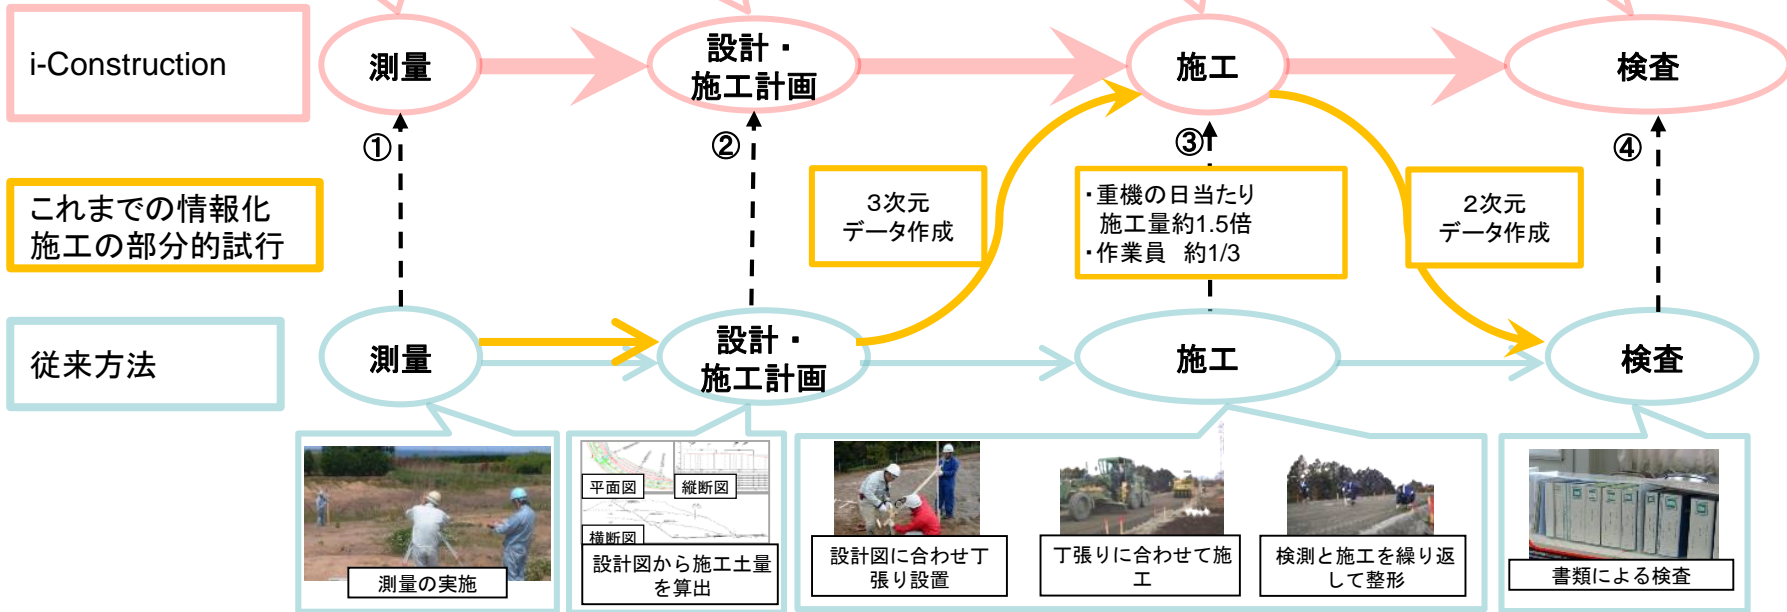 i-Construction
測量
設計・
施工計画
施工
検査
①
②
③
④
これまでの情報化
施工の部分的試行
3次元
データ作成
・重機の日当たり
施工量約1.5倍
・作業員 約1/3
2次元
データ作成
従来方法
測量
設計・
施工計画
施工
検査
測量の実施
平面図
縦断図
横断図
設計図から施工土量
を算出
設計図に合わせ丁
張り設置
丁張りに合わせて施
工
検測と施工を繰り返
して整形
書類による検査